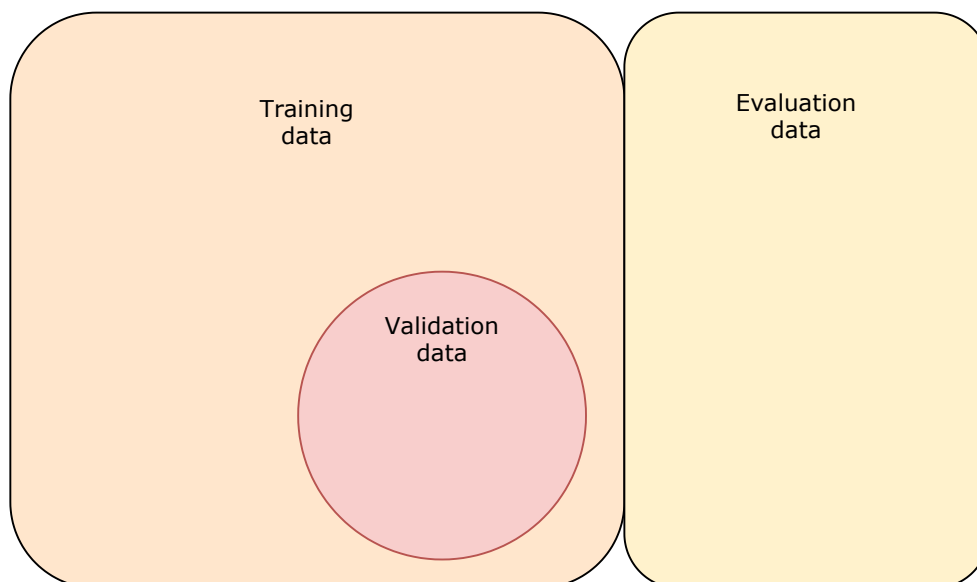 Training
data
Evaluation
data
Validation
data